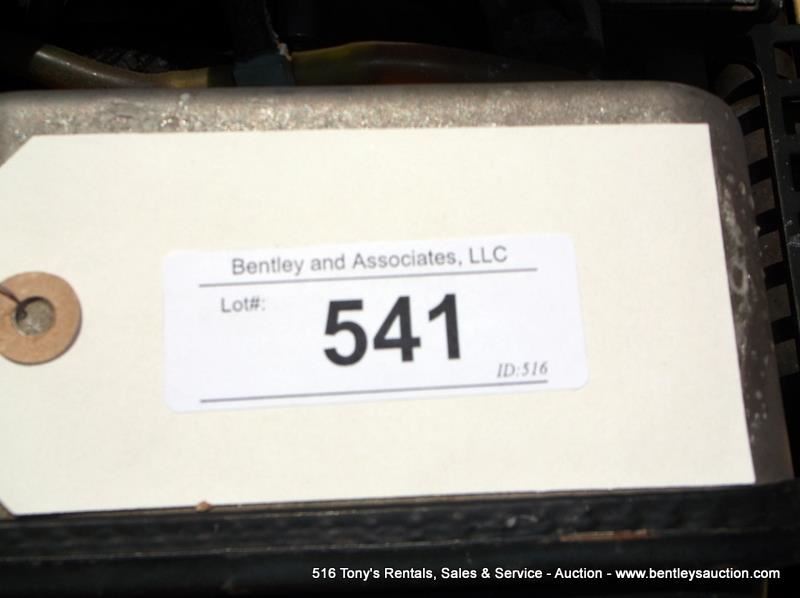 Bentley and Associates, LLC
Lot#:
541
ID:516
516 Tony's Rentals, Sales & Service - Auction - www.bentleysauction.com